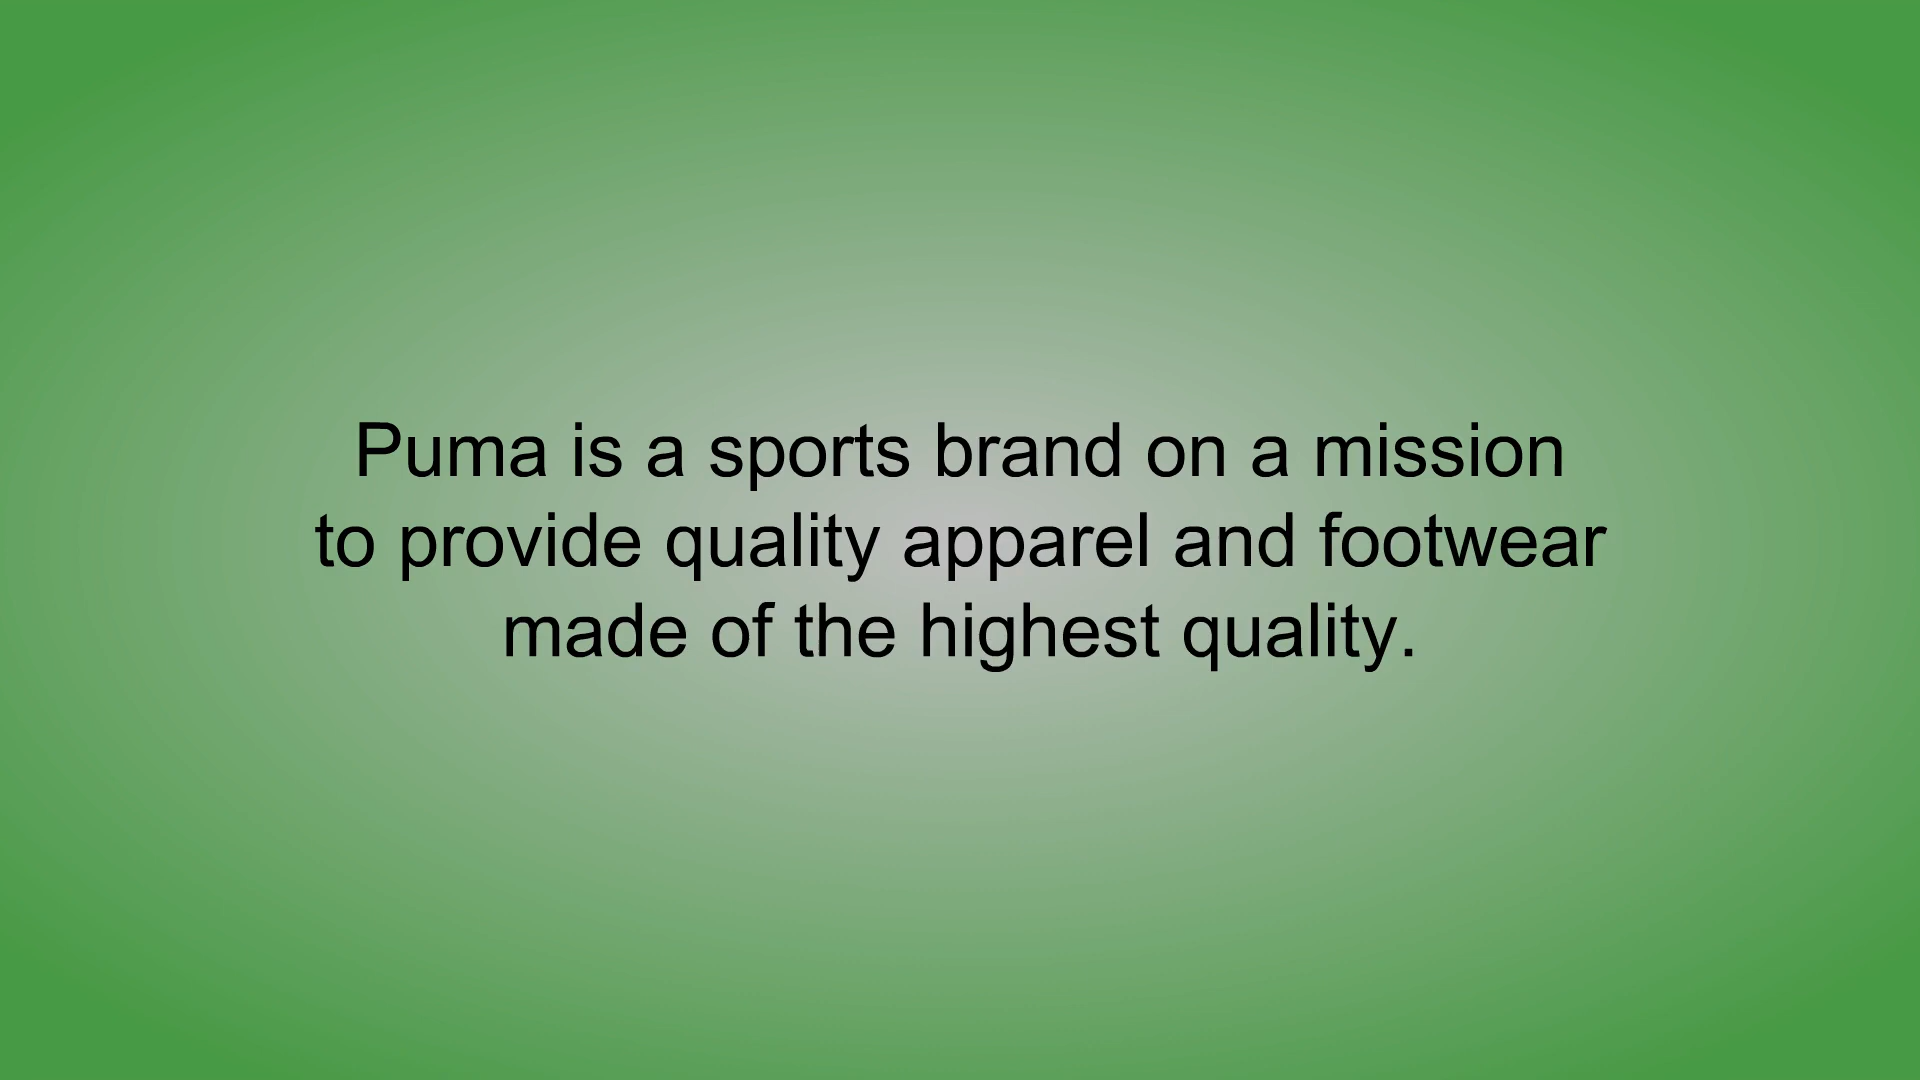 Puma is a sports brand on a mission
to provide quality apparel and footwear
made of the highest quality.